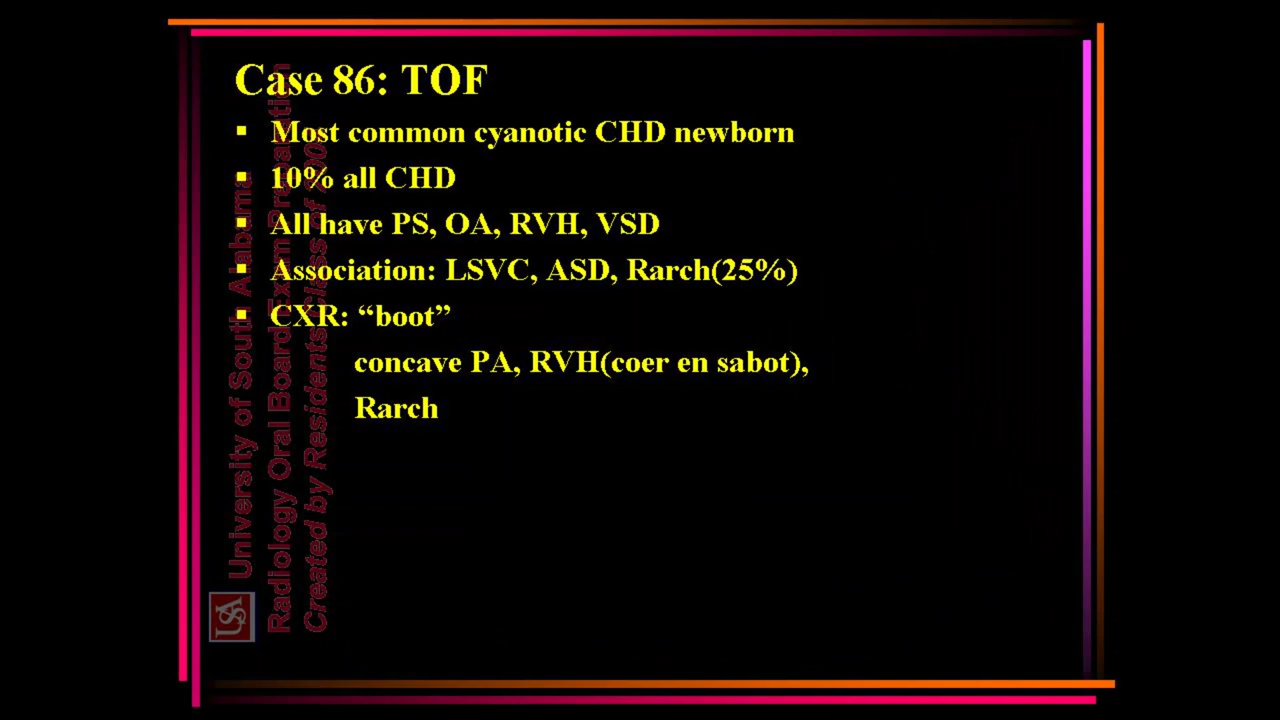 Case 86: TOF
▪ Most common cyanotic CHD newborn
▪ 10% all CHD
▪ All have PS, OA, RVH, VSD
▪ Association: LSVC, ASD, Rarch(25%)
▪ CXR: “boot”
concave PA, RVH(coer en sabot),
Rarch
University of South Alabama
Radiology Oral Board Exam Preparation
Created by Residents Class of
USA